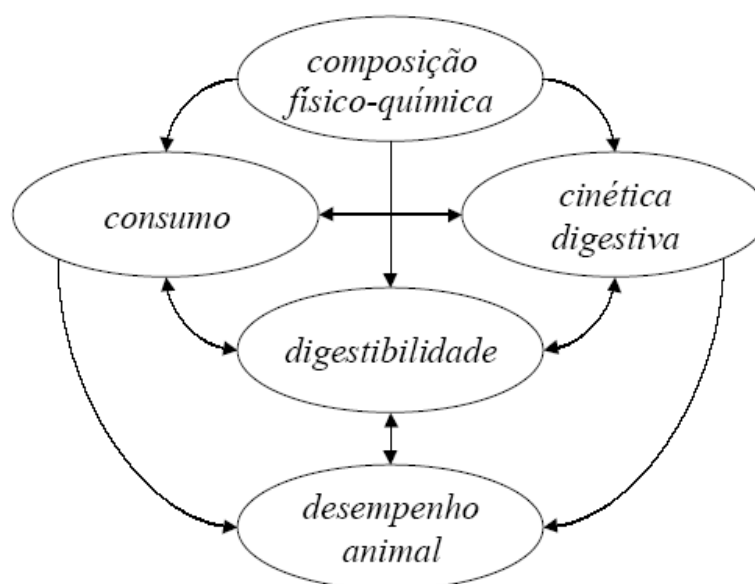 composição
físico-química
consumo
cinética
digestiva
digestibilidade
desempenho
animal